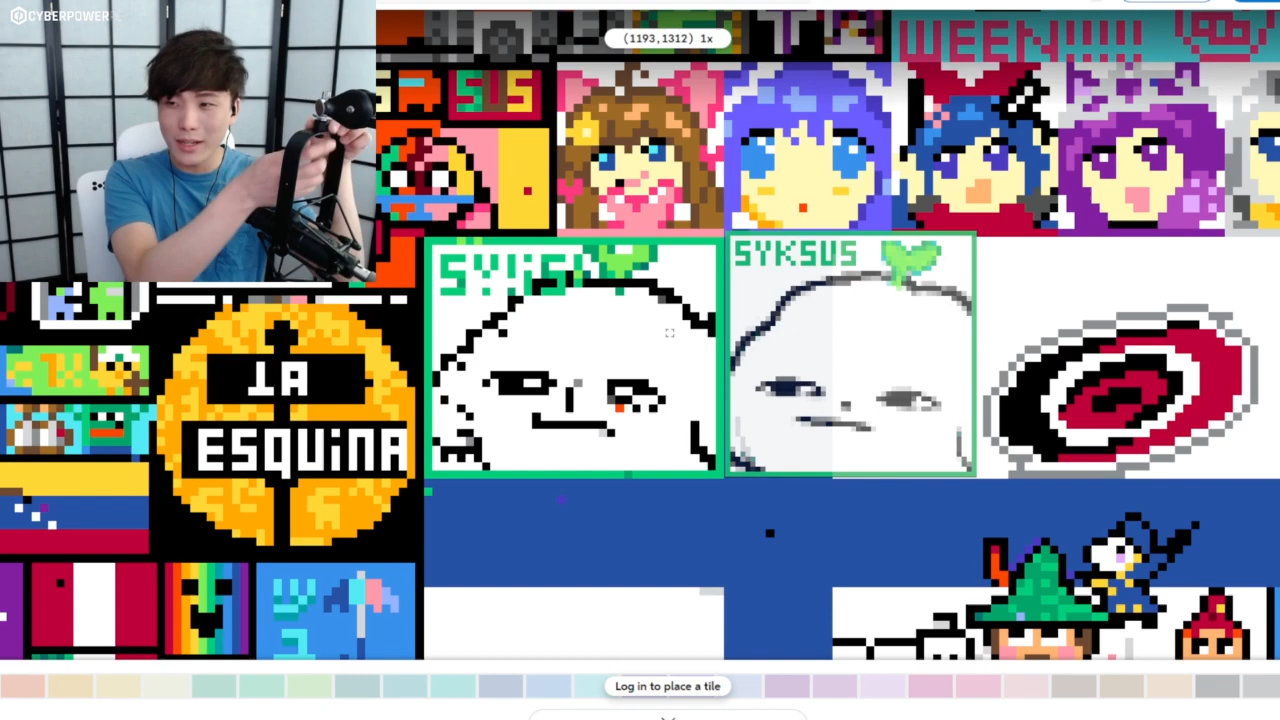 CYBERPOWERPC
(1193,1312) 1x
WEEN!!!!
SUS
SYKSUS
LA
ESQUINA
Log in to place a tile